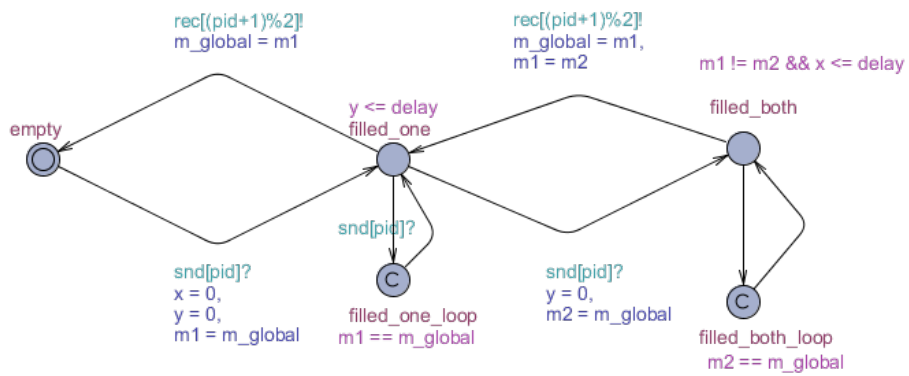 rec[(pid+1)%2]!
m_global = m1
rec[(pid+1)%2]!
m_global = m1,
m1 = m2
m1 != m2 && x <= delay
y <= delay
empty
filled_one
filled_both
snd[pid]?
snd[pid]?
x = 0,
y = 0,
m1 = m_global
C
filled_one_loop
m1 == m_global
snd[pid]?
y = 0,
m2 = m_global
C
filled_both_loop
m2 == m_global